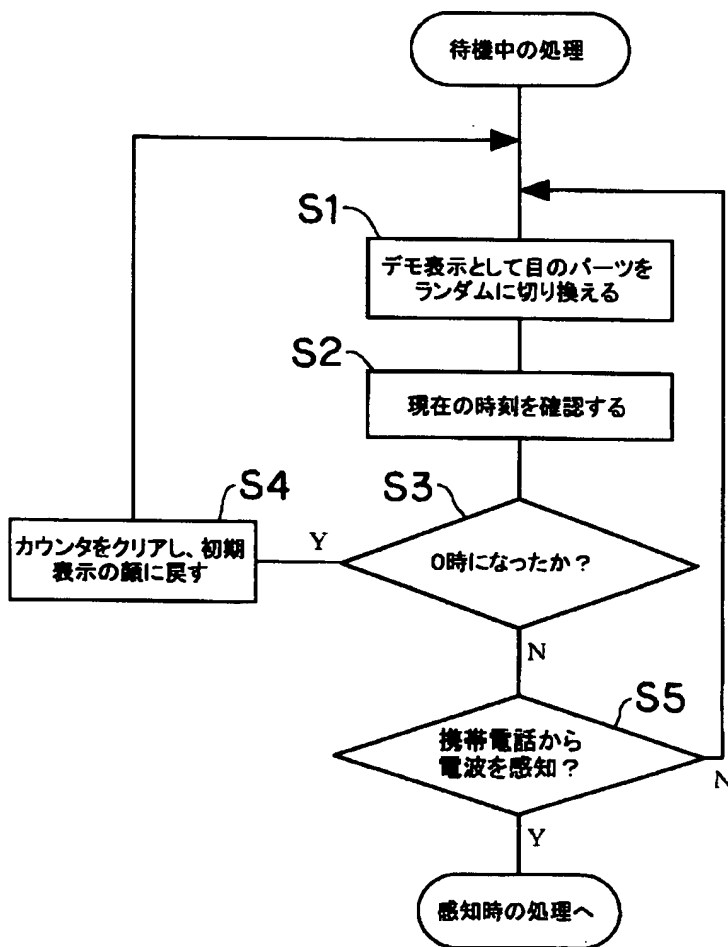 待機中の処理
S1
デモ表示として目のパーツを
ランダムに切り換える
S2
現在の時刻を確認する
S4
カウンタをクリアし、初期
表示の顔に戻す
S3
Y
0時になったか？
N
S5
携帯電話から
電波を感知？
N
Y
感知時の処理へ